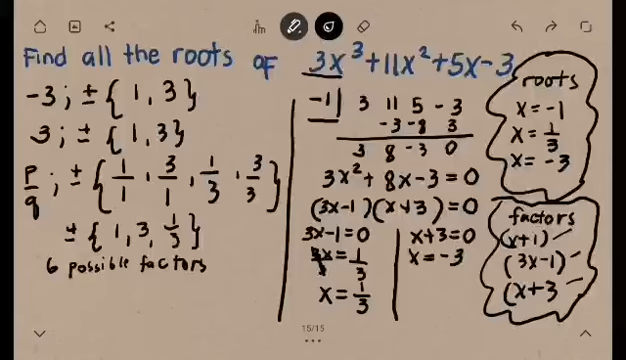 Find all the roots of 3x³+11x²+5x-3
-3 ; ± { 1, 3 }
3 ; ± { 1, 3 }
p/q ; ± { 1/1, 3/1, 1/3, 3/3 }
± { 1, 3, 1/3 }
6 possible factors
-1 | 3 11 5 -3
-3 -8 3
3 8 -3 0
3x² + 8x - 3 = 0
(3x-1)(x+3) = 0
3x-1=0
x = 1/3
x = 1/3
x+3=0
x = -3
roots
x = -1
x = 1/3
x = -3
factors
(x+1)
(3x-1)
(x+3
15/15